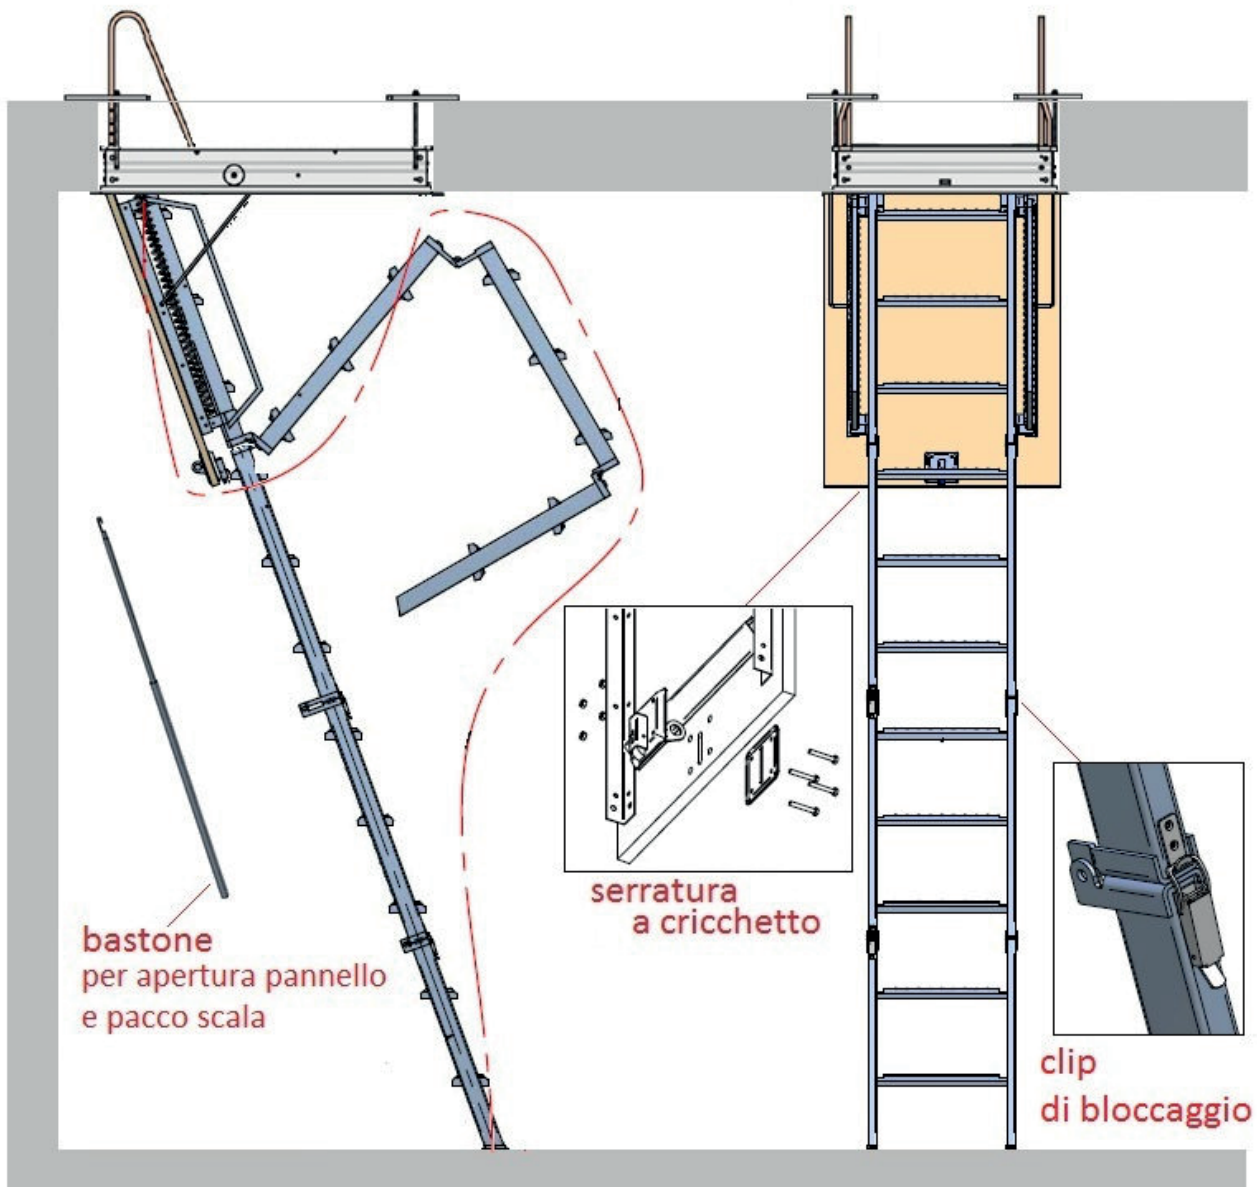 serratura
a cricchetto
bastone
per apertura pannello
e pacco scala
clip
di bloccaggio